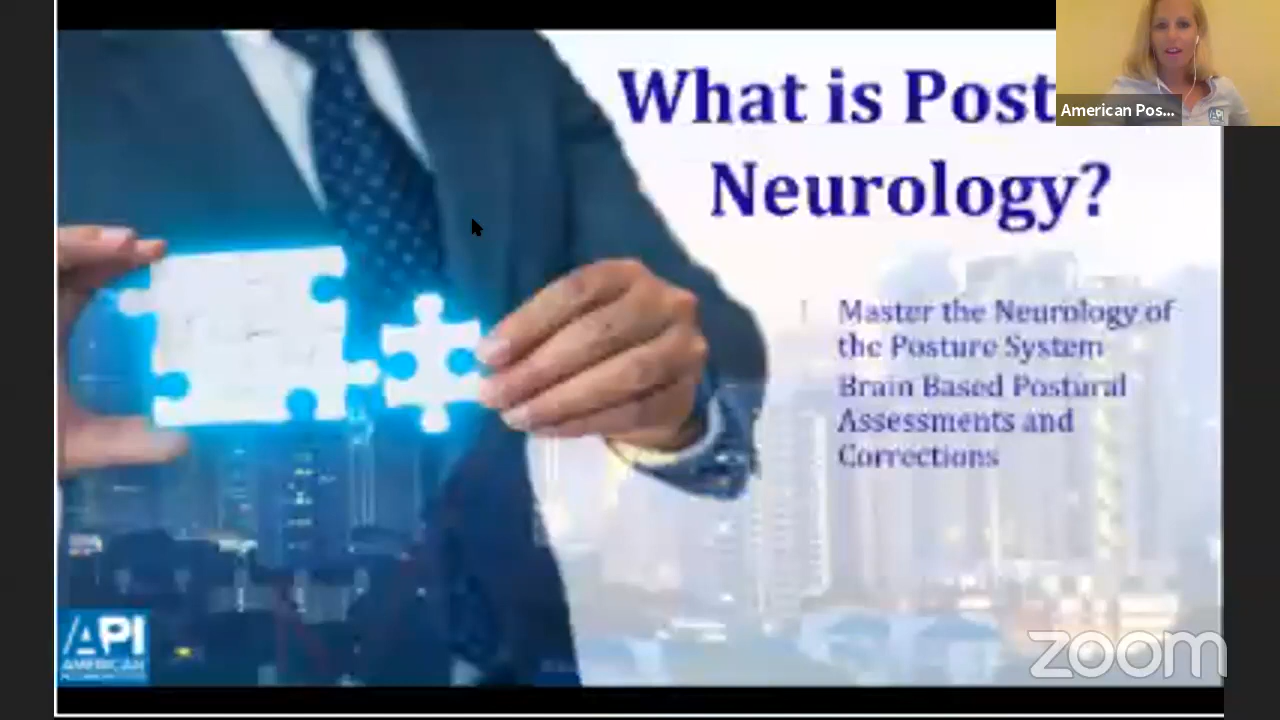 What is Post
Neurology?
American Pos...
Master the Neurology of
the Posture System
Brain Based Postural
Assessments and
Corrections
API
AMERICAN
zoom